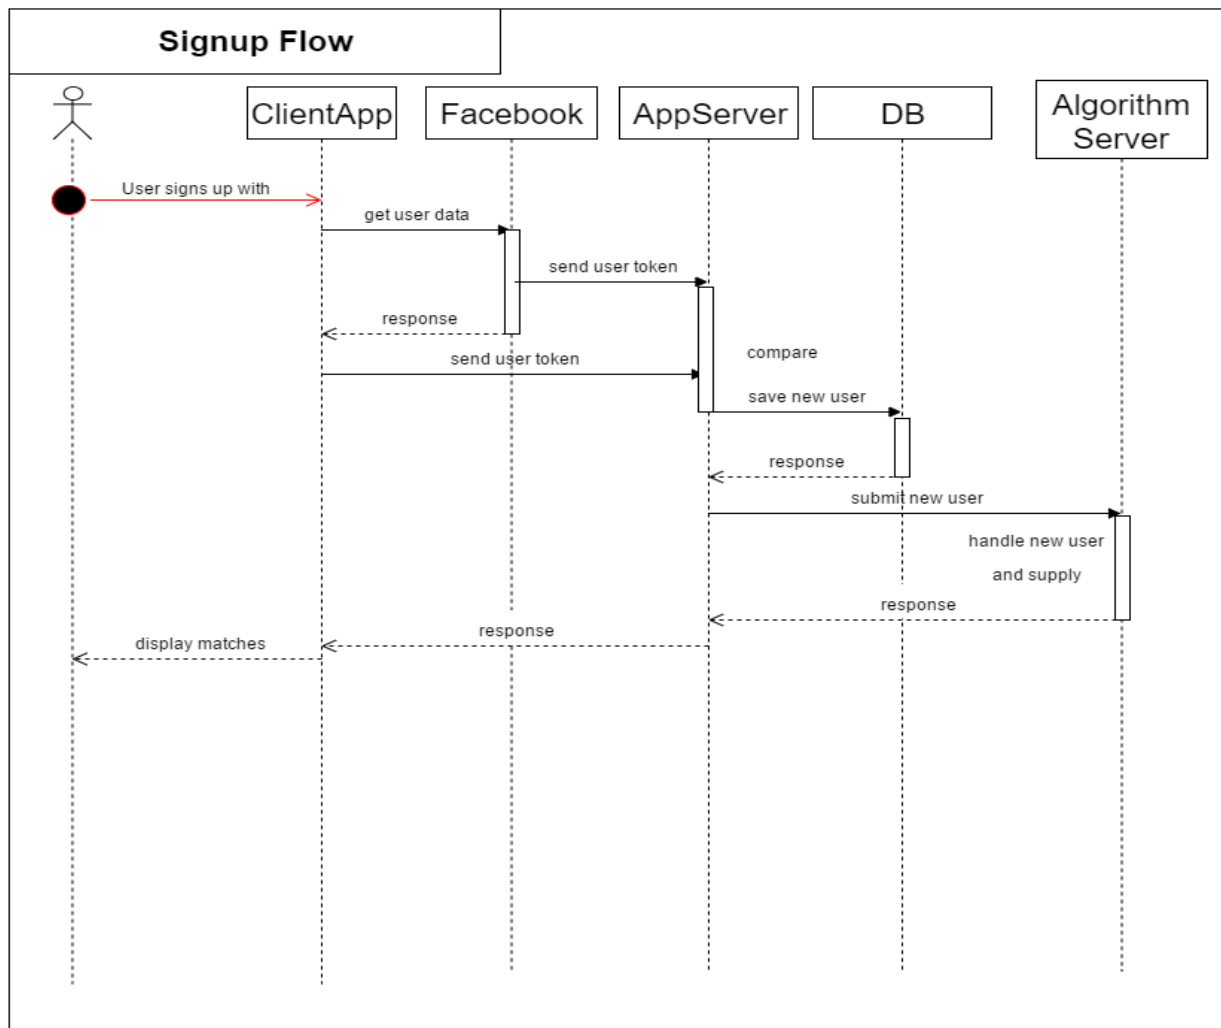 Signup Flow
ClientApp
Facebook
AppServer
DB
Algorithm
Server
User signs up with
get user data
send user token
response
send user token
compare
save new user
response
submit new user
handle new user
and supply
response
response
display matches